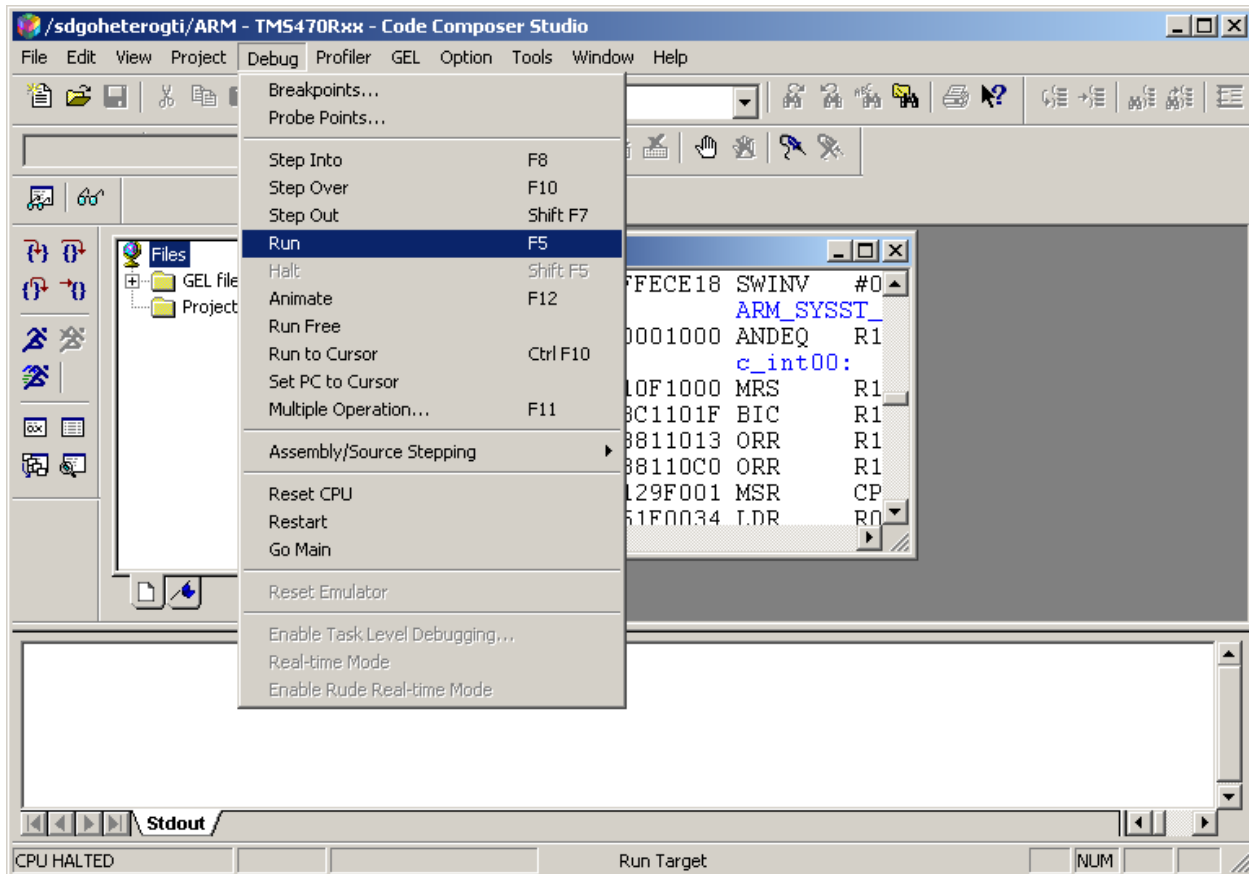 /sdgoheterogti/ARM - TMS470Rxx - Code Composer Studio
File Edit View Project Debug Profiler GEL Option Tools Window Help
Breakpoints...
Probe Points...
Step Into F8
Step Over F10
Step Out Shift F7
Run F5
Halt Shift F5
Animate F12
Run Free
Run to Cursor Ctrl F10
Set PC to Cursor
Multiple Operation... F11
Assembly/Source Stepping
Reset CPU
Restart
Go Main
Reset Emulator
Enable Task Level Debugging...
Real-time Mode
Enable Rude Real-time Mode
Files
GEL file
Project
FFECE18 SWINV #0
ARM_SYSST_
0001000 ANDEQ R1
c_int00:
10F1000 MRS R1
3C1101F BIC R1
3811013 ORR R1
38110C0 ORR R1
129F001 MSR CP
51F0034 LDR R0
Stdout
CPU HALTED Run Target NUM